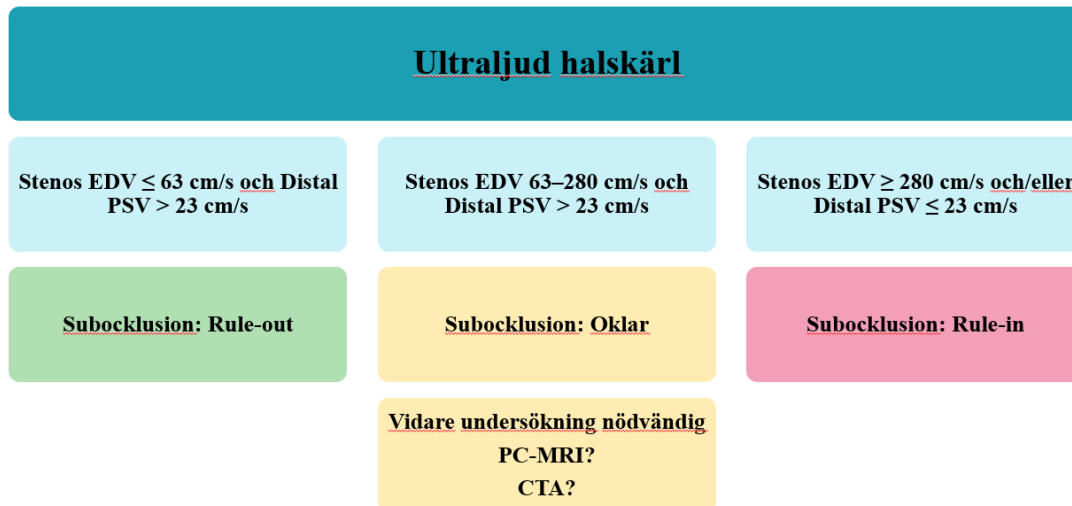 Ultraljud halskärl
Stenos EDV ≤ 63 cm/s och Distal
PSV > 23 cm/s
Stenos EDV 63–280 cm/s och
Distal PSV > 23 cm/s
Stenos EDV ≥ 280 cm/s och/eller
Distal PSV ≤ 23 cm/s
Subocklusion: Rule-out
Subocklusion: Oklar
Subocklusion: Rule-in
Vidare undersökning nödvändig
PC-MRI?
CTA?